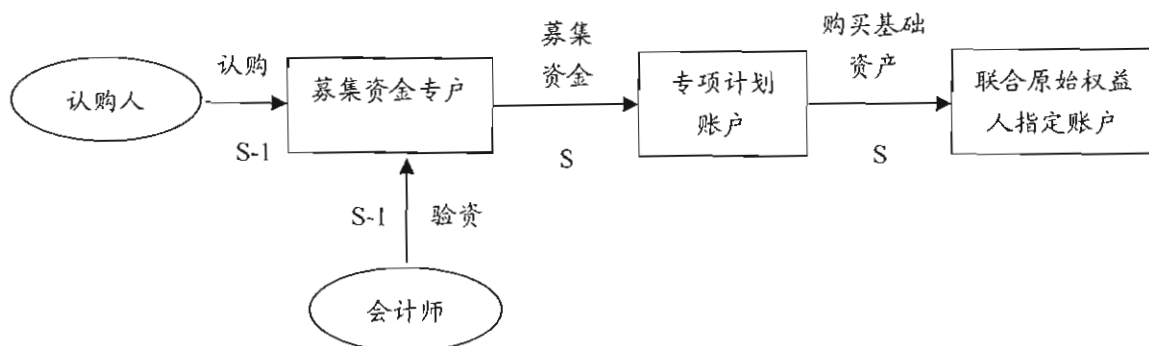 认购人
认购
S-1
募集资金专户
募集
资金
S
专项计划
账户
购买基础
资产
S
联合原始权益
人指定账户
S-1
验资
会计师